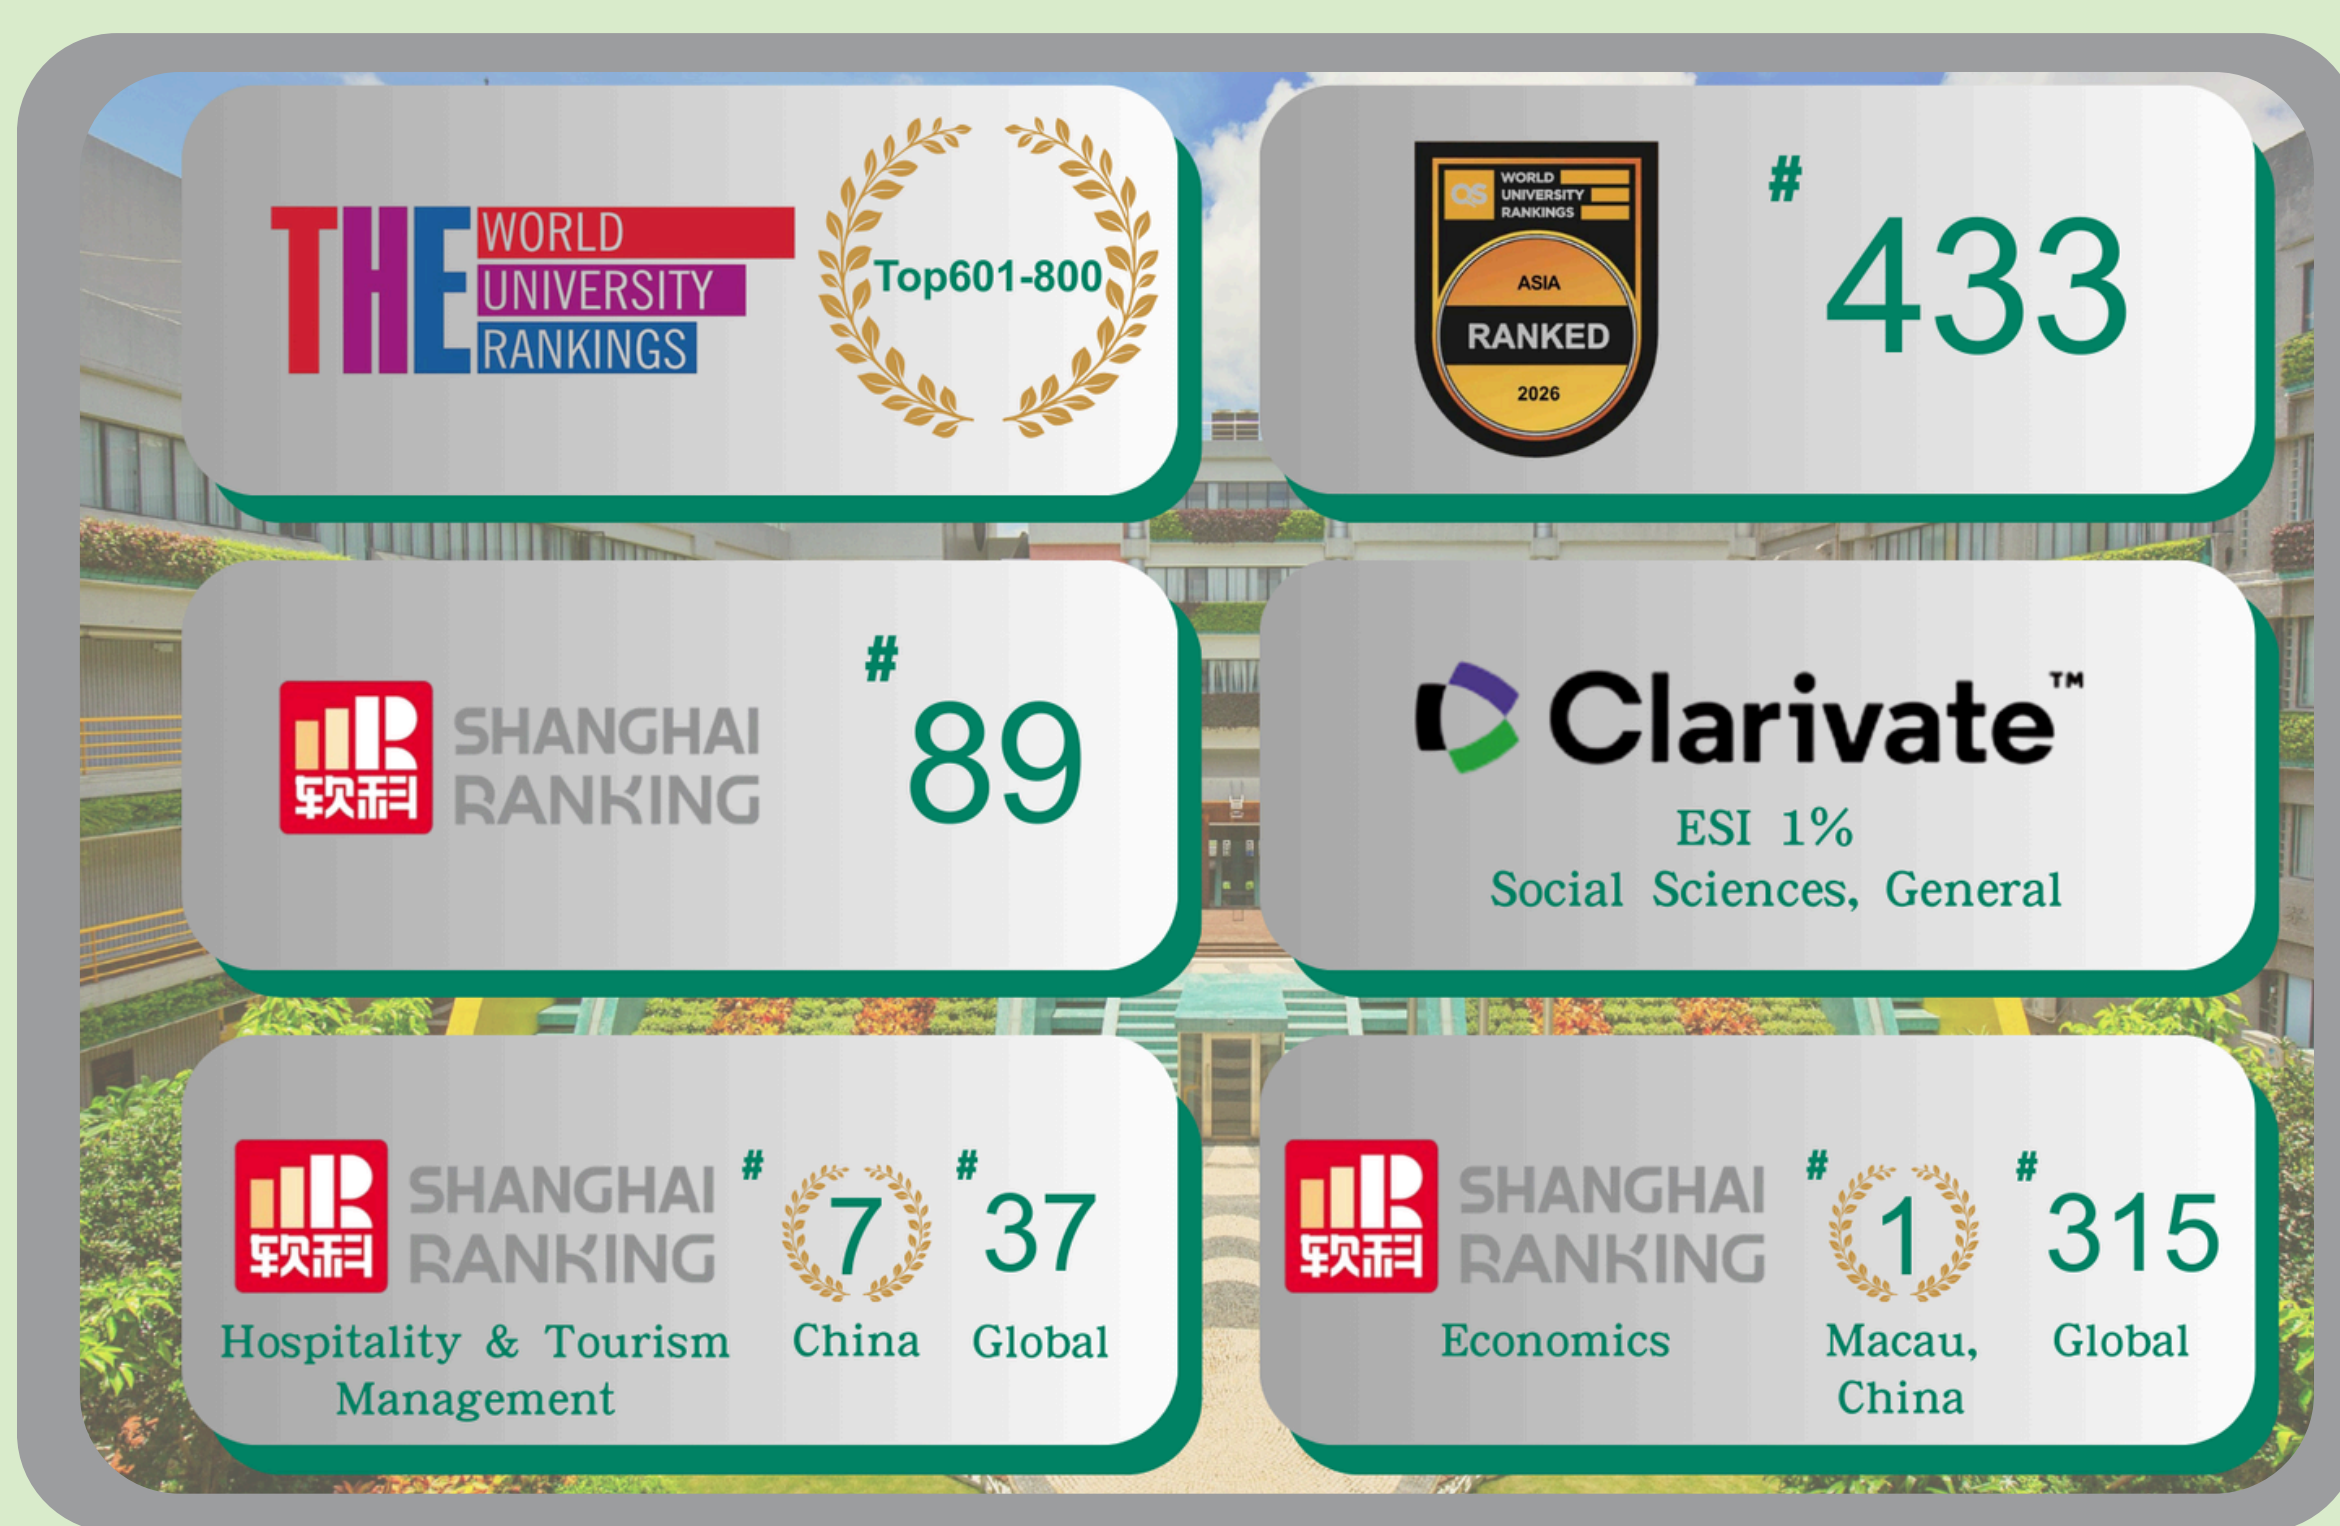 THE WORLD
UNIVERSITY
RANKINGS
Top601-800
QS WORLD
UNIVERSITY
RANKINGS
ASIA
RANKED
2026
#
433
软科
SHANGHAI
RANKING
#
89
Clarivate™
ESI 1%
Social Sciences, General
软科
SHANGHAI
RANKING
Hospitality & Tourism
Management
#
7
China
#
37
Global
软科
SHANGHAI
RANKING
Economics
#
1
Macau,
China
#
315
Global